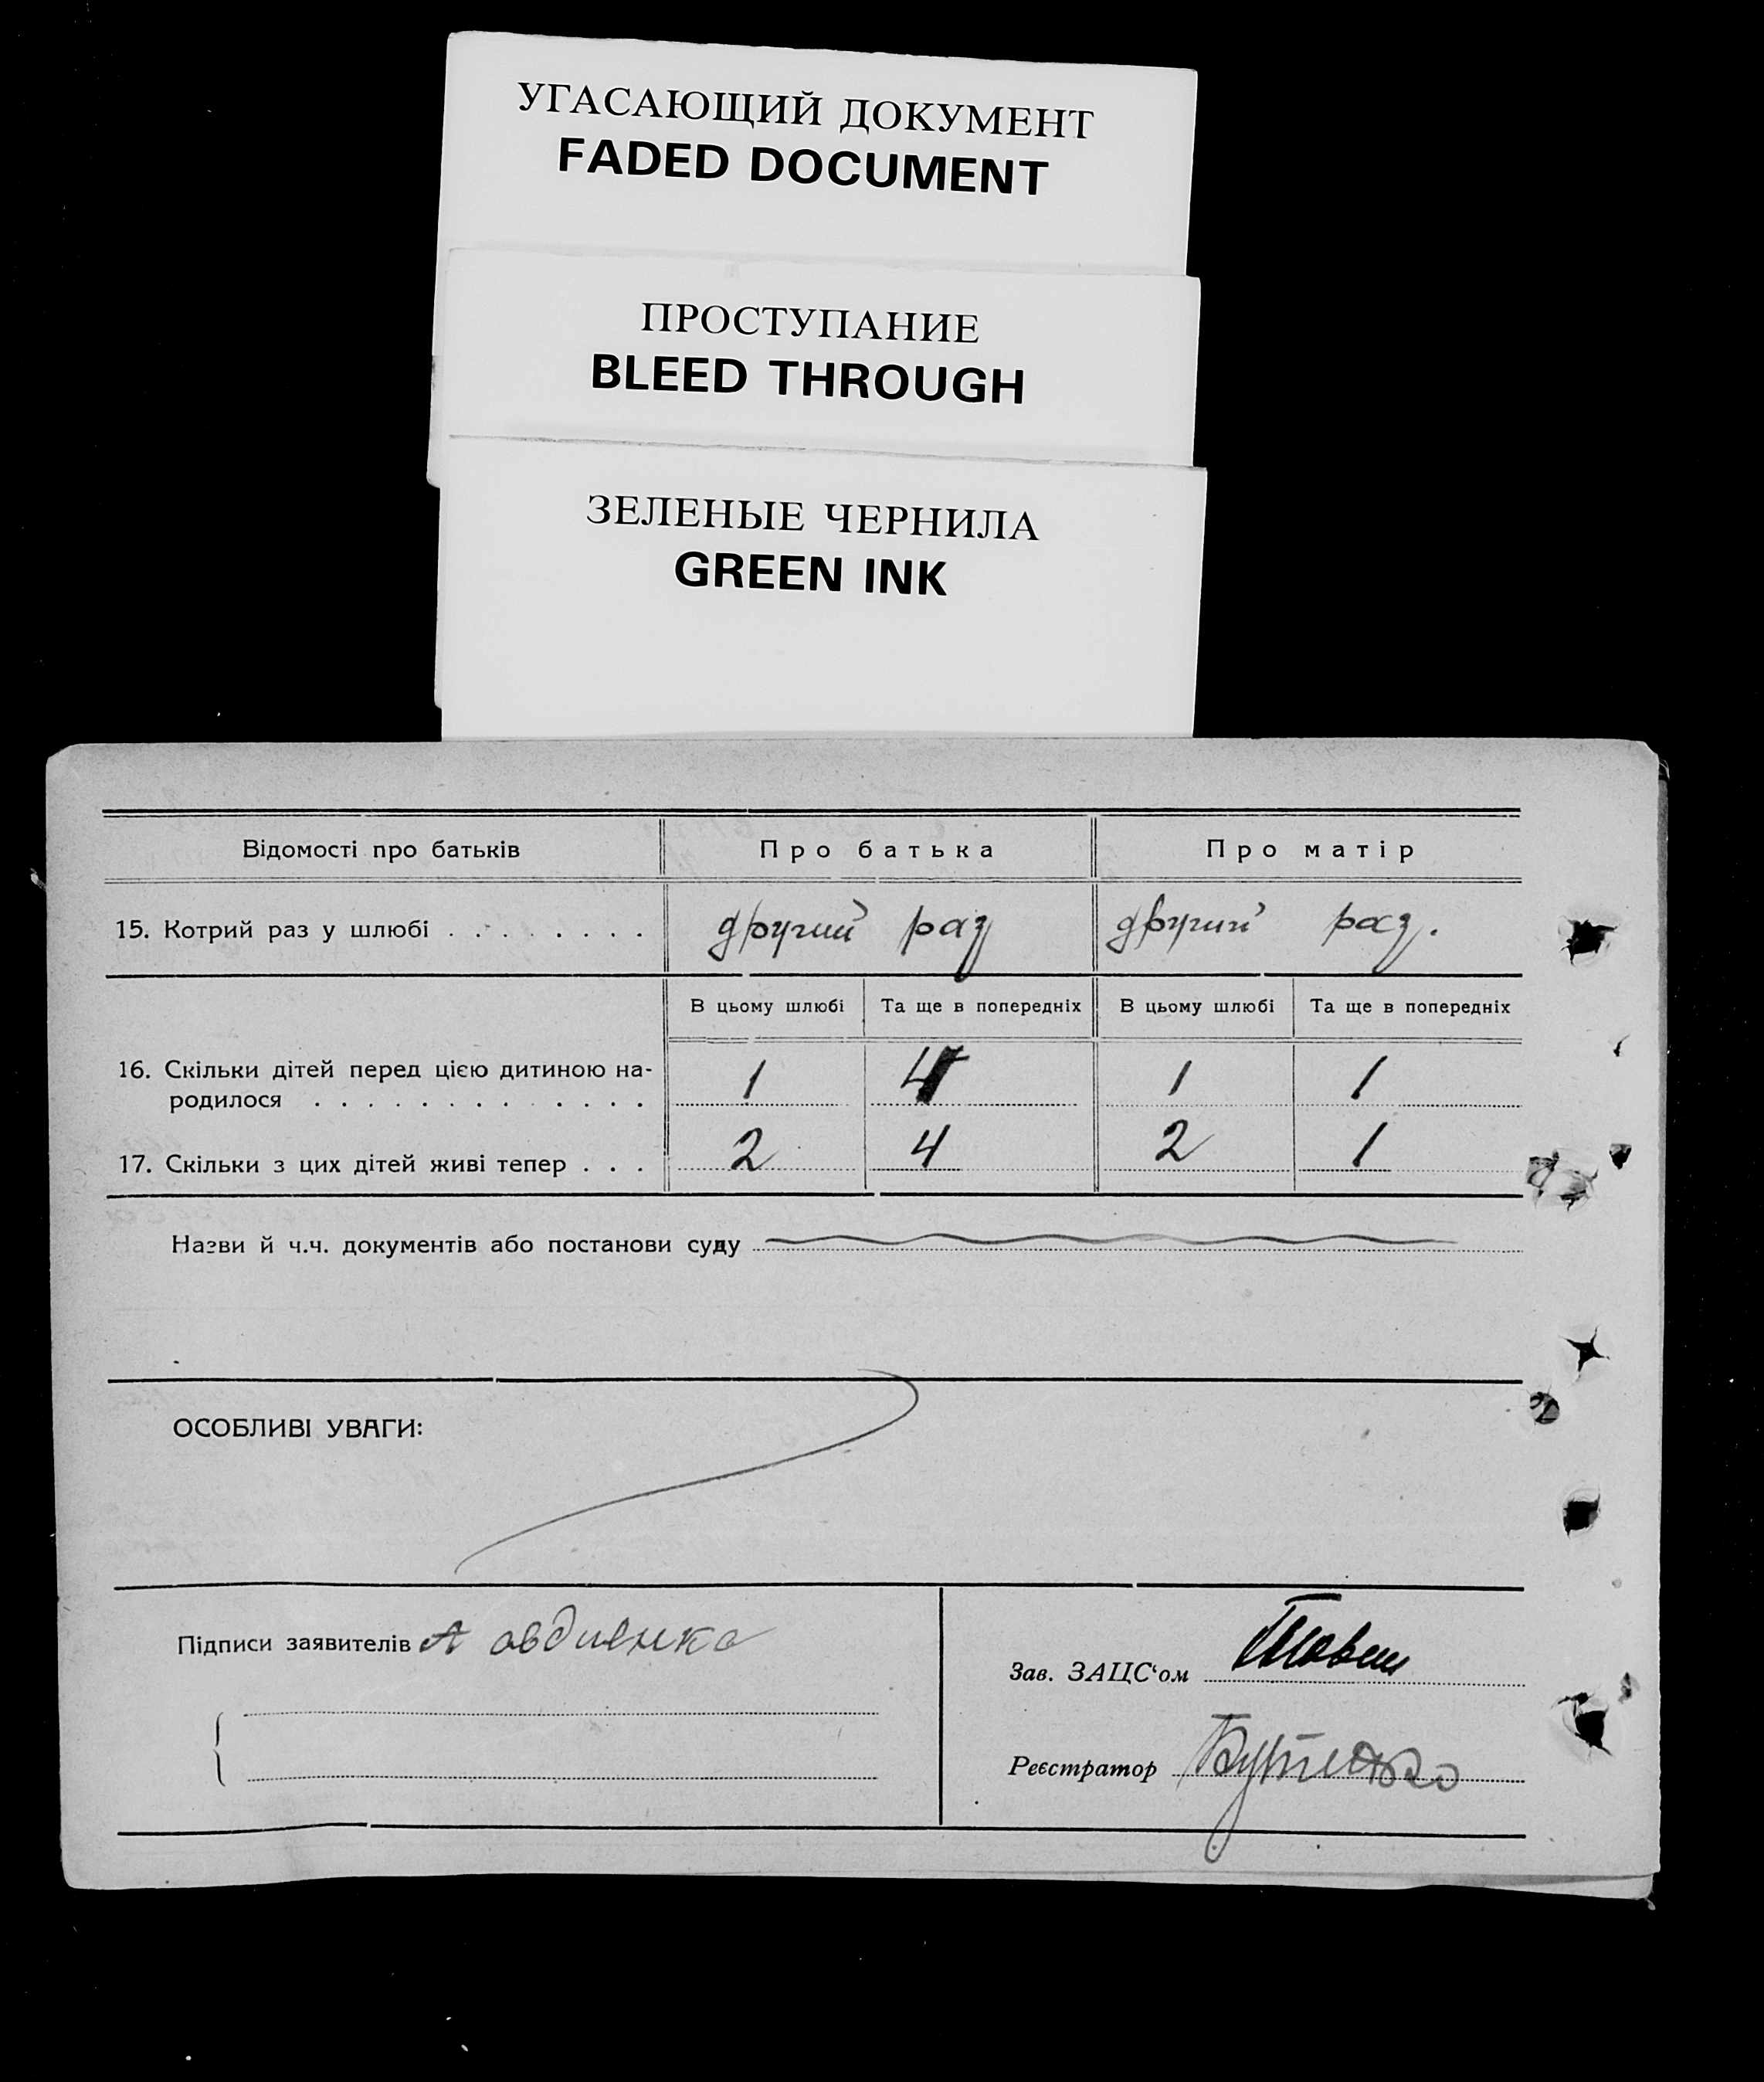 УГАСАЮЩИЙ ДОКУМЕНТ
FADED DOCUMENT
ПРОСТУПАНИЕ
BLEED THROUGH
ЗЕЛЕНЫЕ ЧЕРНИЛА
GREEN INK
Відомості про батьків Про батька Про матір
15. Котрий раз у шлюбі . . . . . . . . другий раз другий раз.
В цьому шлюбі Та ще в попередніх В цьому шлюбі Та ще в попередніх
16. Скільки дітей перед цією дитиною на-
родилося . . . . . . . . . . . . . 1 4 1 1
17. Скільки з цих дітей живі тепер . . . 2 4 2 1
Назви й ч.ч. документів або постанови суду
ОСОБЛИВІ УВАГИ:
Підписи заявителів А овдиенко
Зав. ЗАЦС‘ом
Реєстратор